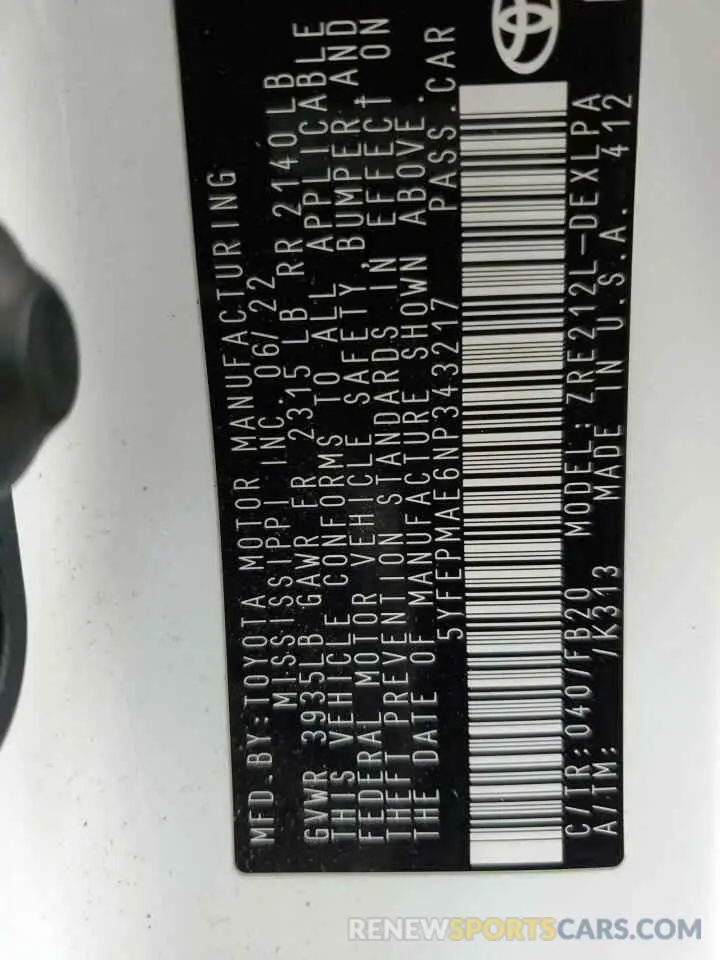 MFD.BY:TOYOTA MOTOR MANUFACTURING
MISSISSIPPI INC. 06/22
GVWR 3935LB GAWR FR 2315 LB RR 2140LB
THIS VEHICLE CONFORMS TO ALL APPLICABLE
FEDERAL MOTOR VEHICLE SAFETY, BUMPER, AND
THEFT PREVENTION STANDARDS IN EFFECT ON
THE DATE OF MANUFACTURE SHOWN ABOVE.
5YFEPMAE6NP343217 PASS.CAR
C/TR:040/FB20 MODEL:ZRE212L-DEXLPA
A/TM: /K313 MADE IN U.S.A. 412
RENEWSPORTSCARS.COM